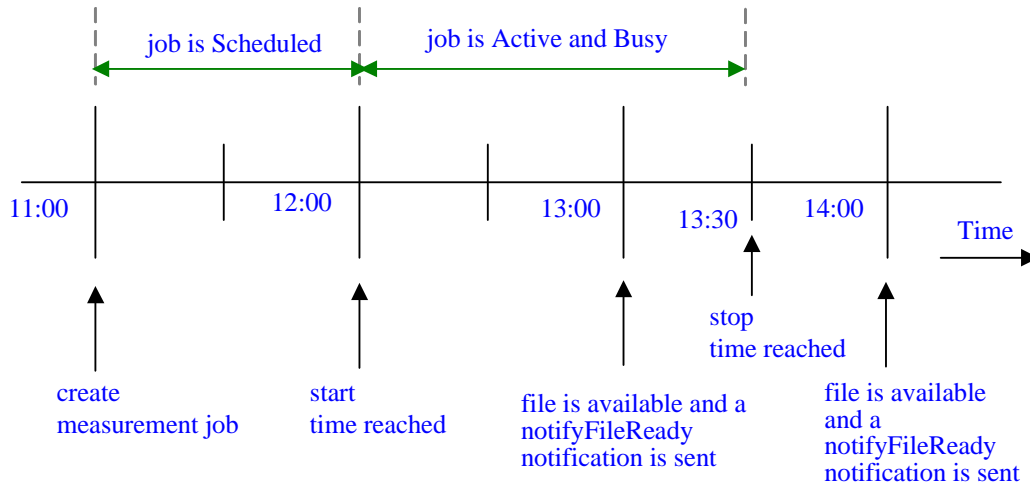 job is Scheduled
job is Active and Busy
11:00
12:00
13:00
13:30
14:00
Time
create
measurement job
start
time reached
file is available and a
notifyFileReady
notification is sent
stop
time reached
file is available
and a
notifyFileReady
notification is sent